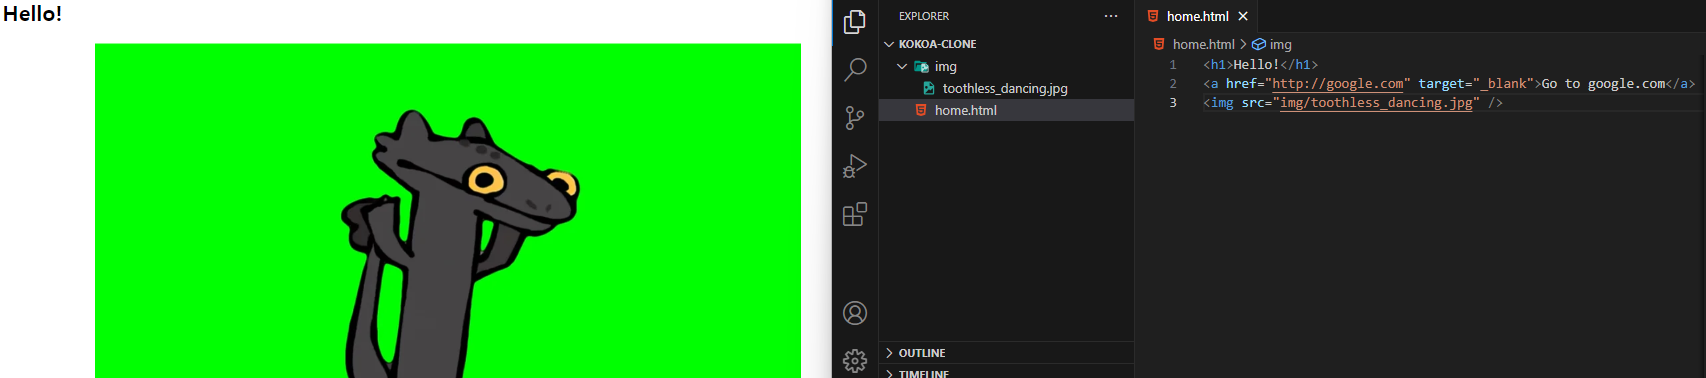 Hello!
EXPLORER
KOKOA-CLONE
img
toothless_dancing.jpg
home.html
OUTLINE
TIMELINE
home.html
home.html > img
1 <h1>Hello!</h1>
2 <a href="http://google.com" target="_blank">Go to google.com</a>
3 <img src="img/toothless_dancing.jpg" />